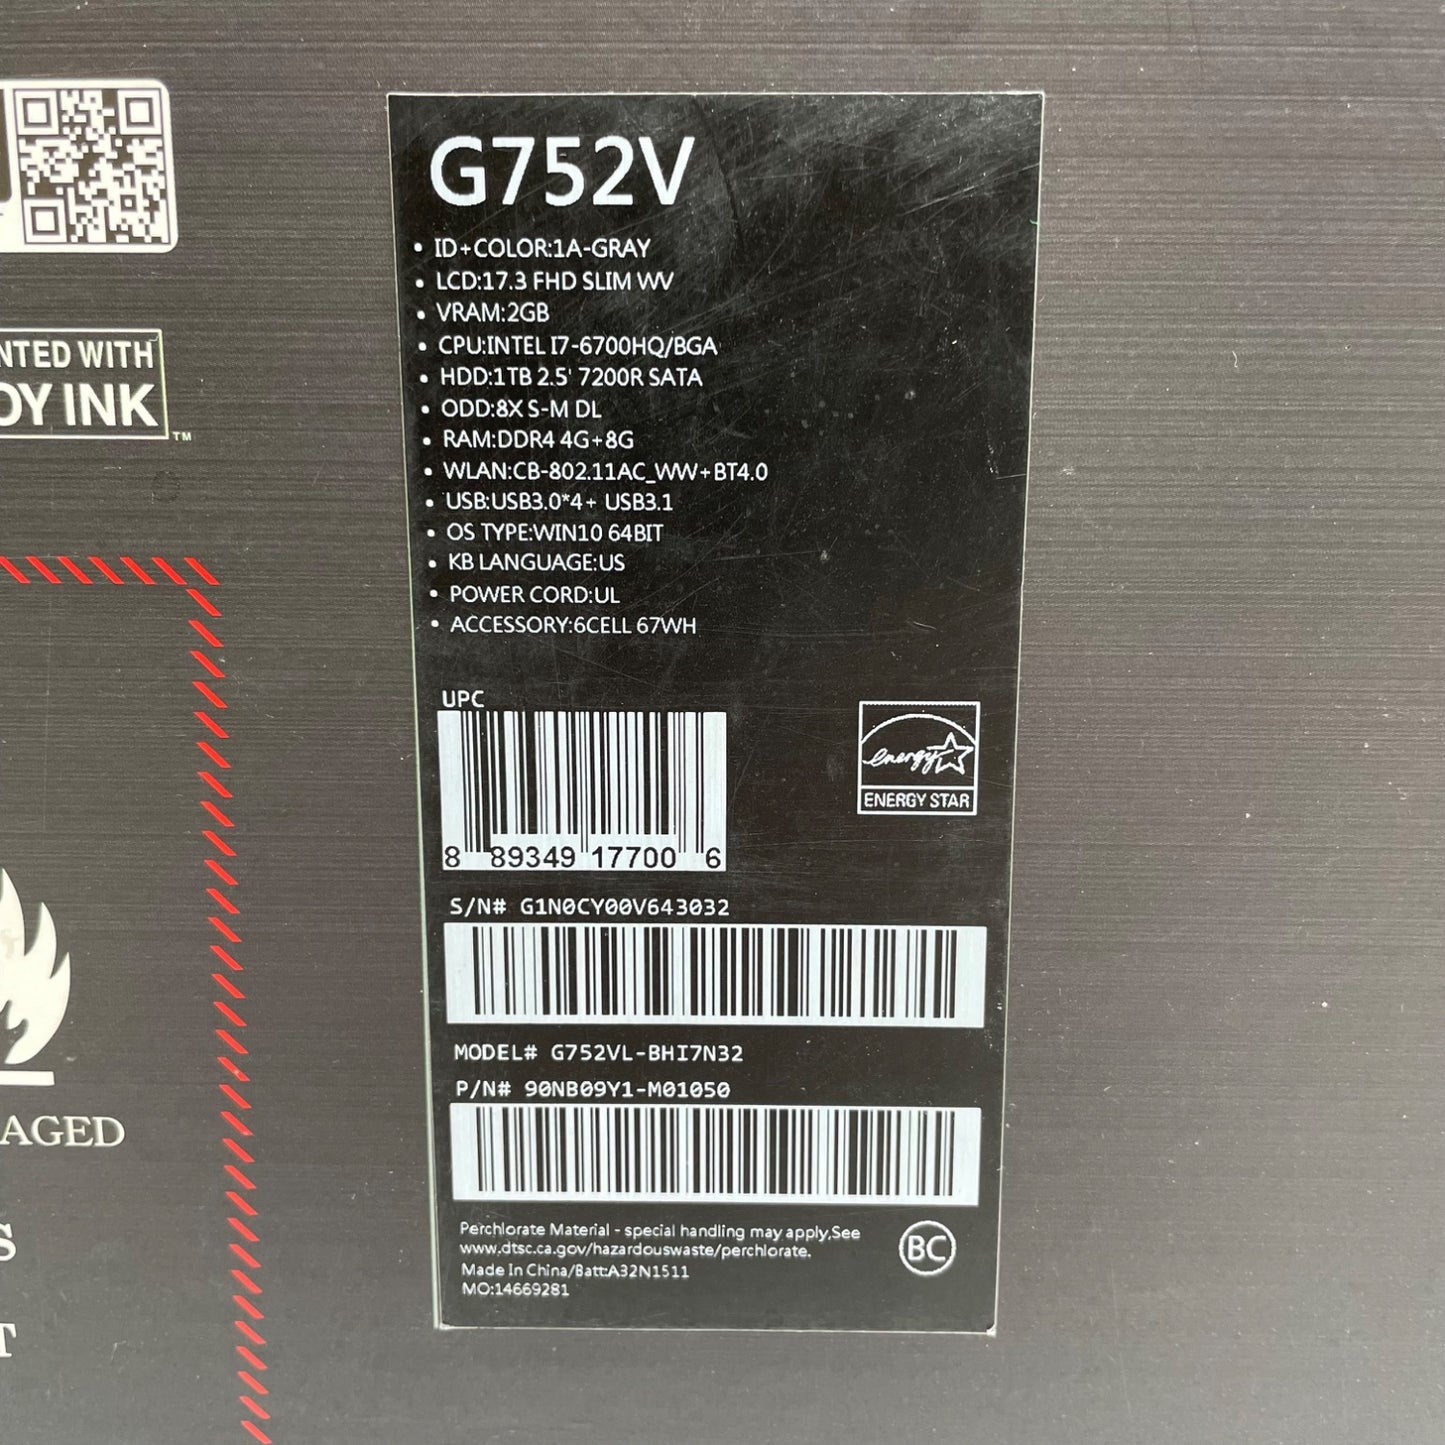 NTED WITH
OY INK
™
AGED
S
T
G752V
• ID+COLOR:1A-GRAY
• LCD:17.3 FHD SLIM WV
• VRAM:2GB
• CPU:INTEL I7-6700HQ/BGA
• HDD:1TB 2.5' 7200R SATA
• ODD:8X S-M DL
• RAM:DDR4 4G+8G
• WLAN:CB-802.11AC_WW+BT4.0
• USB:USB3.0*4+ USB3.1
• OS TYPE:WIN10 64BIT
• KB LANGUAGE:US
• POWER CORD:UL
• ACCESSORY:6CELL 67WH
UPC
8 89349 17700 6
energy
ENERGY STAR
S/N# G1N0CY00V643032
MODEL# G752VL-BHI7N32
P/N# 90NB09Y1-M01050
Perchlorate Material - special handling may apply,See
www.dtsc.ca.gov/hazardouswaste/perchlorate.
Made In China/Batt:A32N1511
MO:14669281
BC